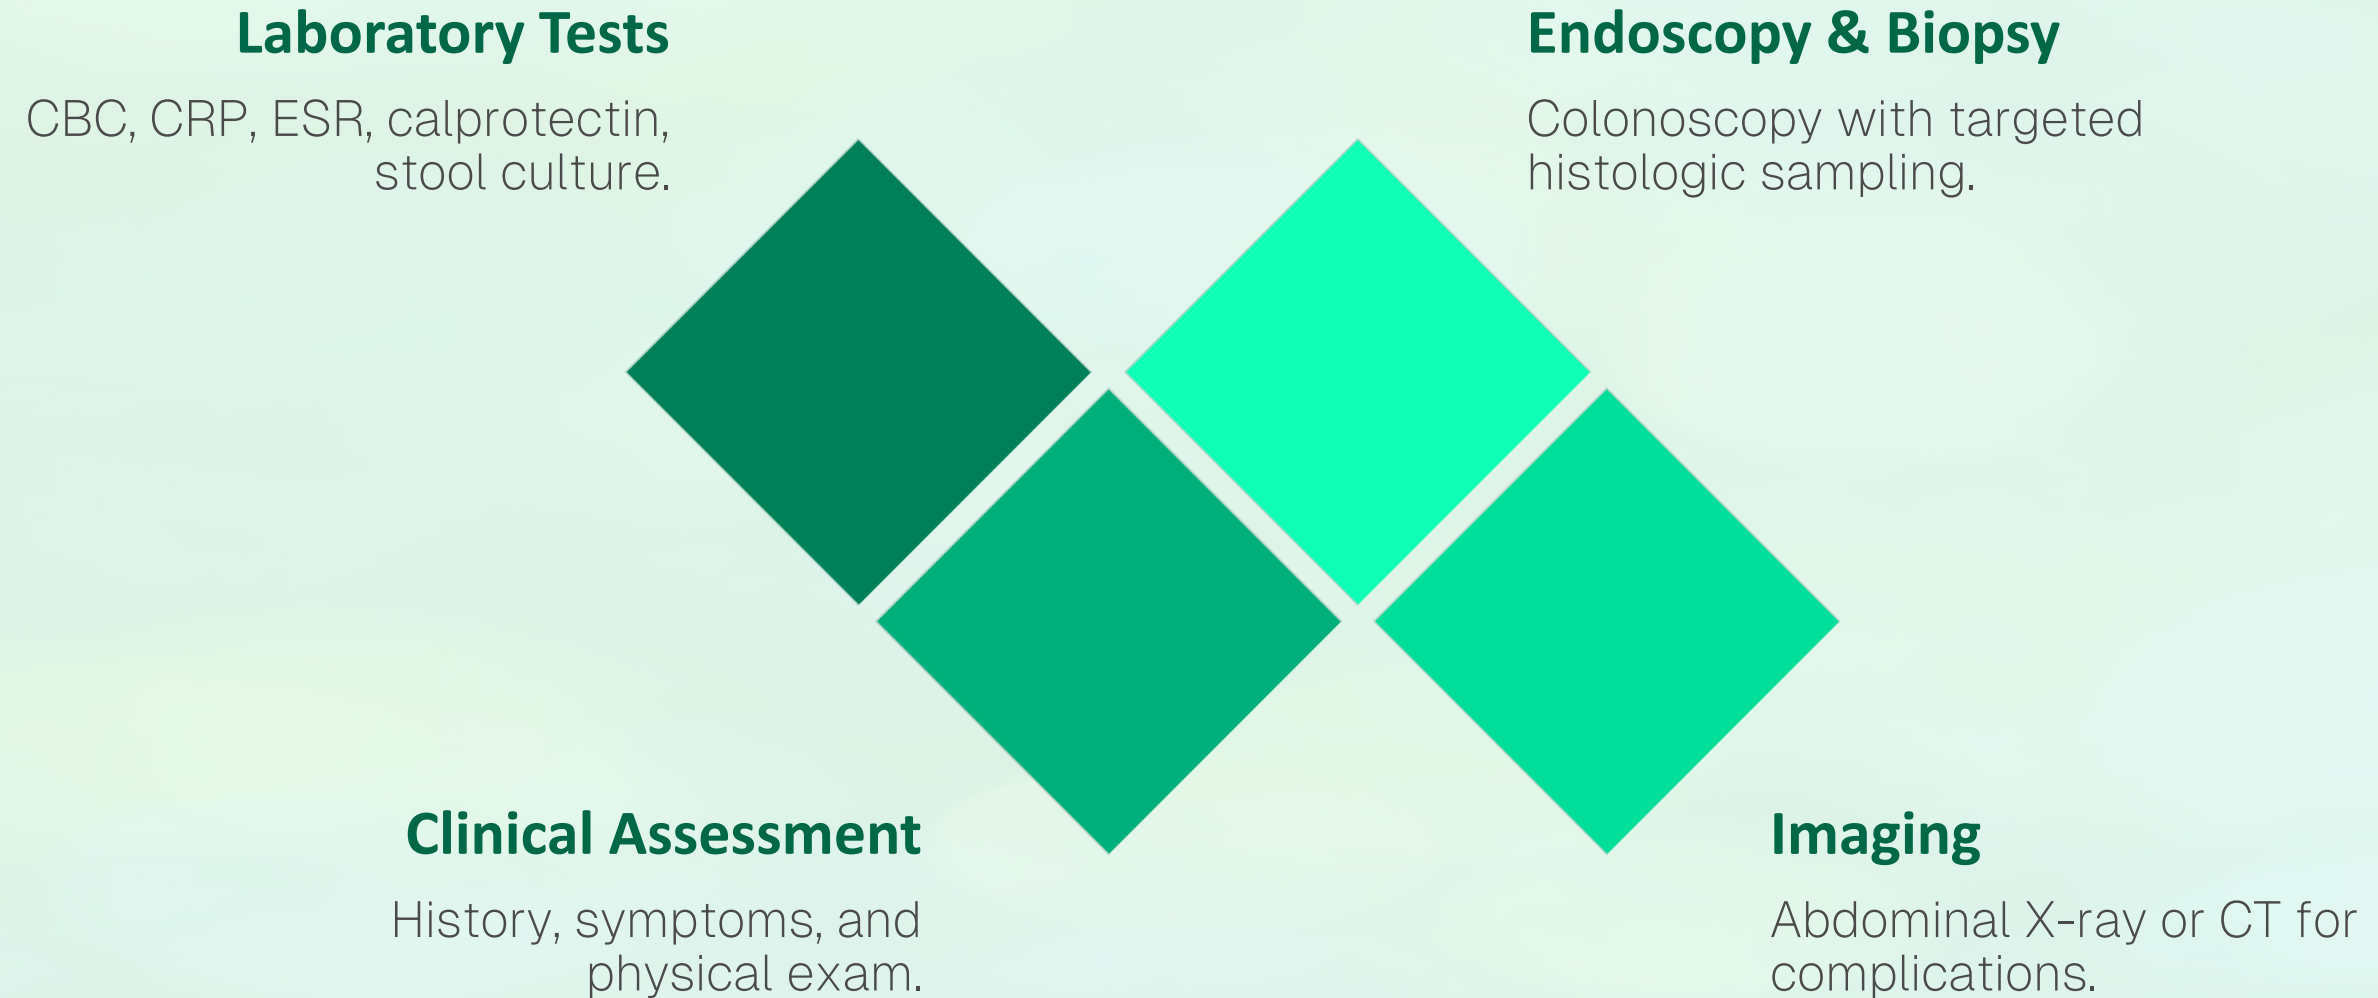 Laboratory Tests
CBC, CRP, ESR, calprotectin,
stool culture.
Endoscopy & Biopsy
Colonoscopy with targeted
histologic sampling.
Clinical Assessment
History, symptoms, and
physical exam.
Imaging
Abdominal X-ray or CT for
complications.